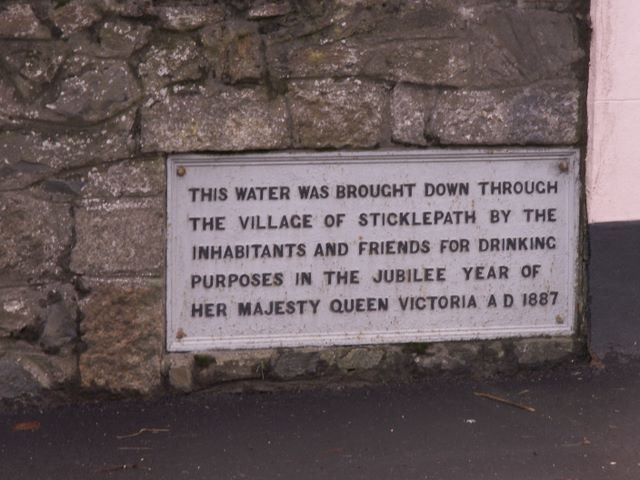 THIS WATER WAS BROUGHT DOWN THROUGH
THE VILLAGE OF STICKLEPATH BY THE
INHABITANTS AND FRIENDS FOR DRINKING
PURPOSES IN THE JUBILEE YEAR OF
HER MAJESTY QUEEN VICTORIA A D 1887